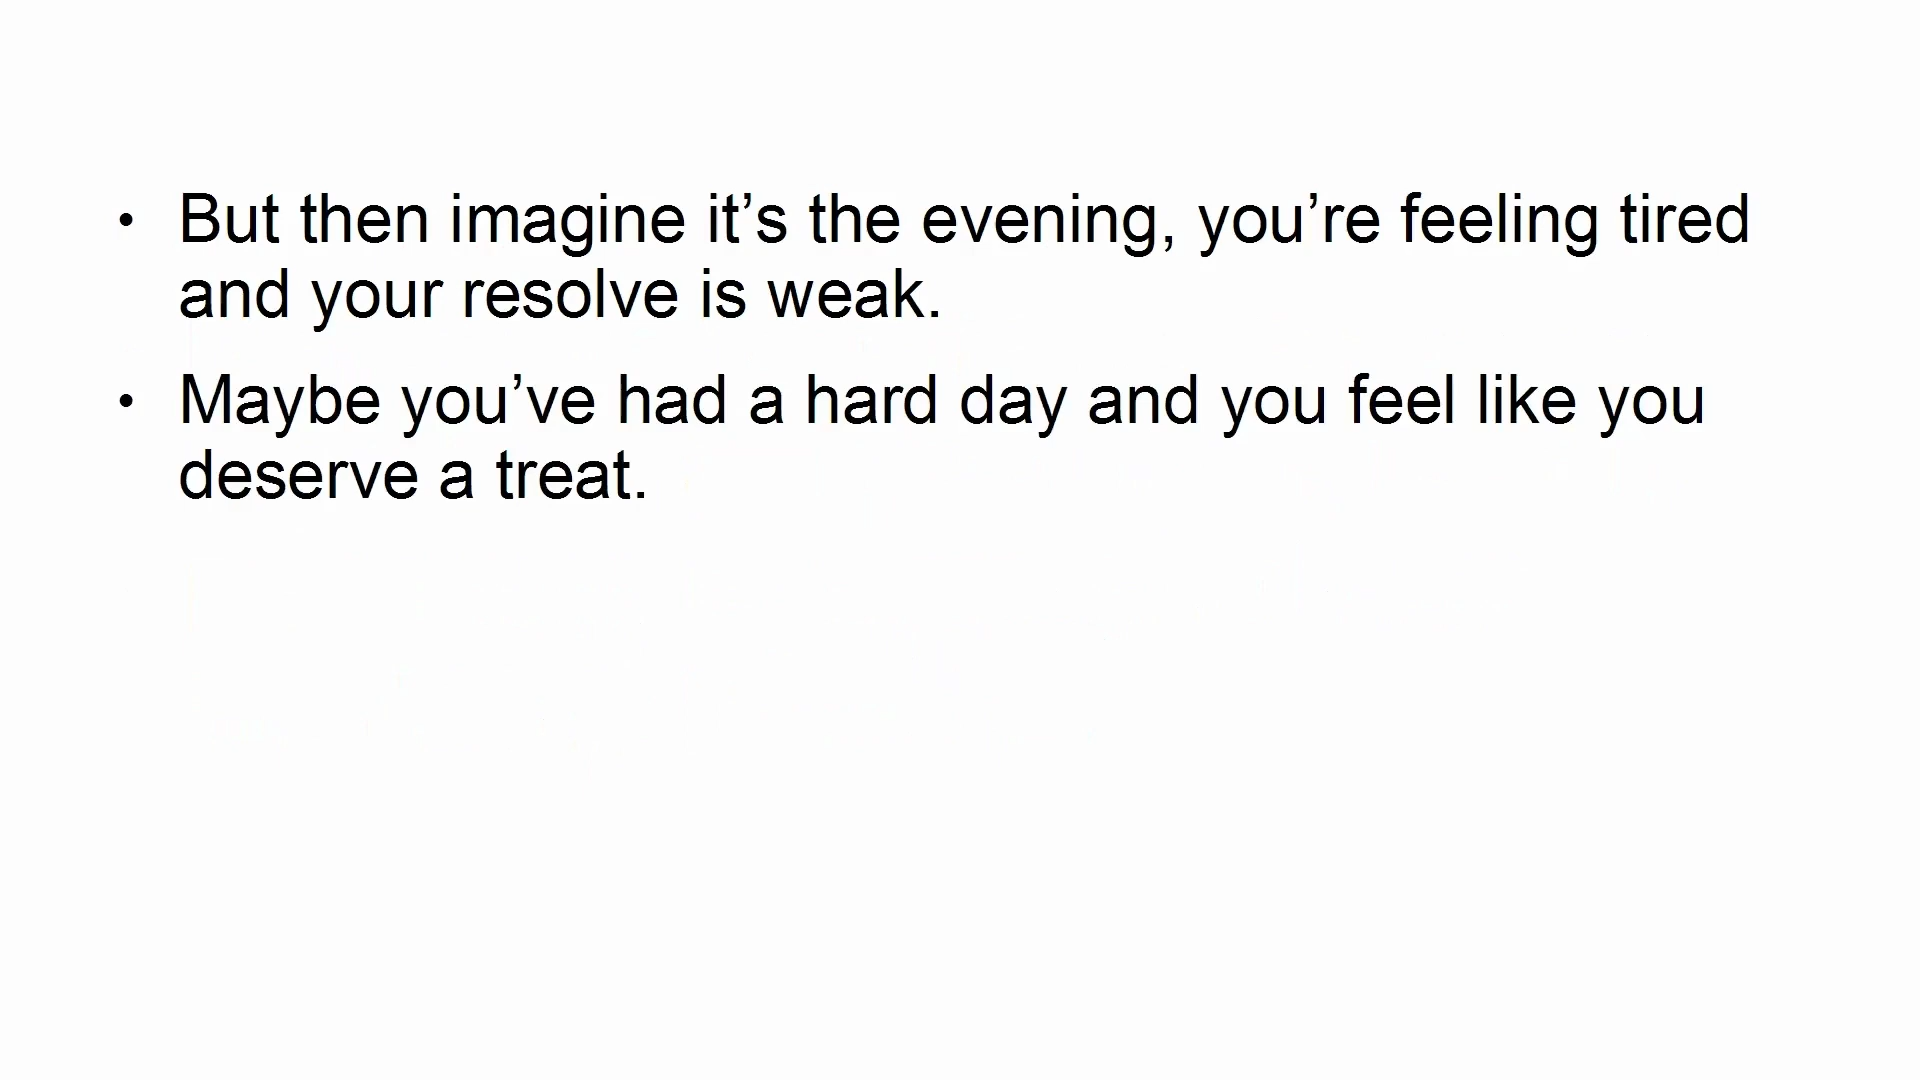 • But then imagine it’s the evening, you’re feeling tired
and your resolve is weak.
• Maybe you’ve had a hard day and you feel like you
deserve a treat.